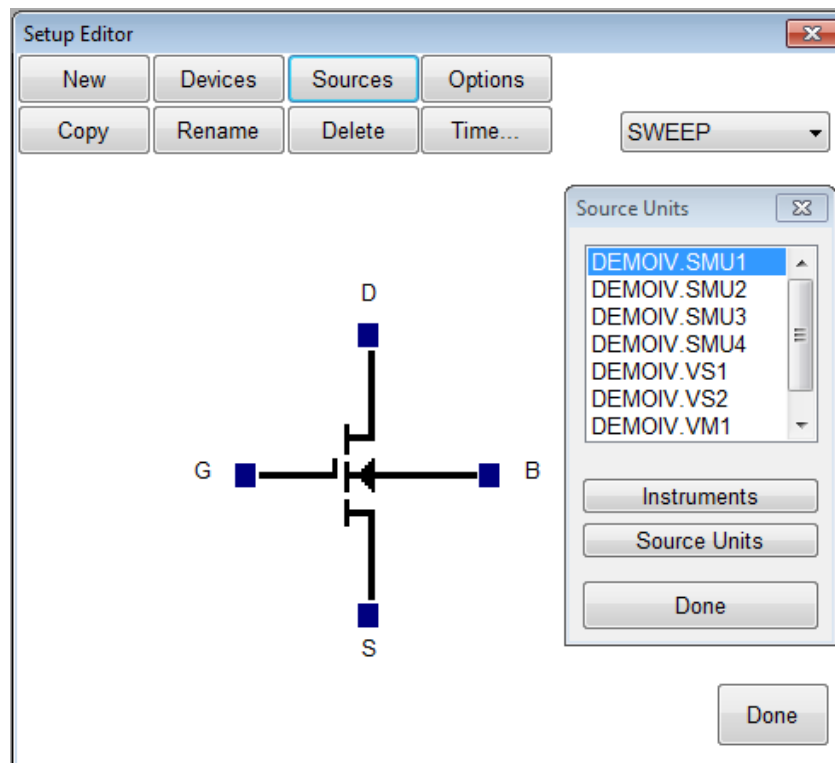 Setup Editor
New Devices Sources Options
Copy Rename Delete Time... SWEEP
Source Units
DEMOIV.SMU1
DEMOIV.SMU2
DEMOIV.SMU3
DEMOIV.SMU4
DEMOIV.VS1
DEMOIV.VS2
DEMOIV.VM1
D
G B
S
Instruments
Source Units
Done
Done